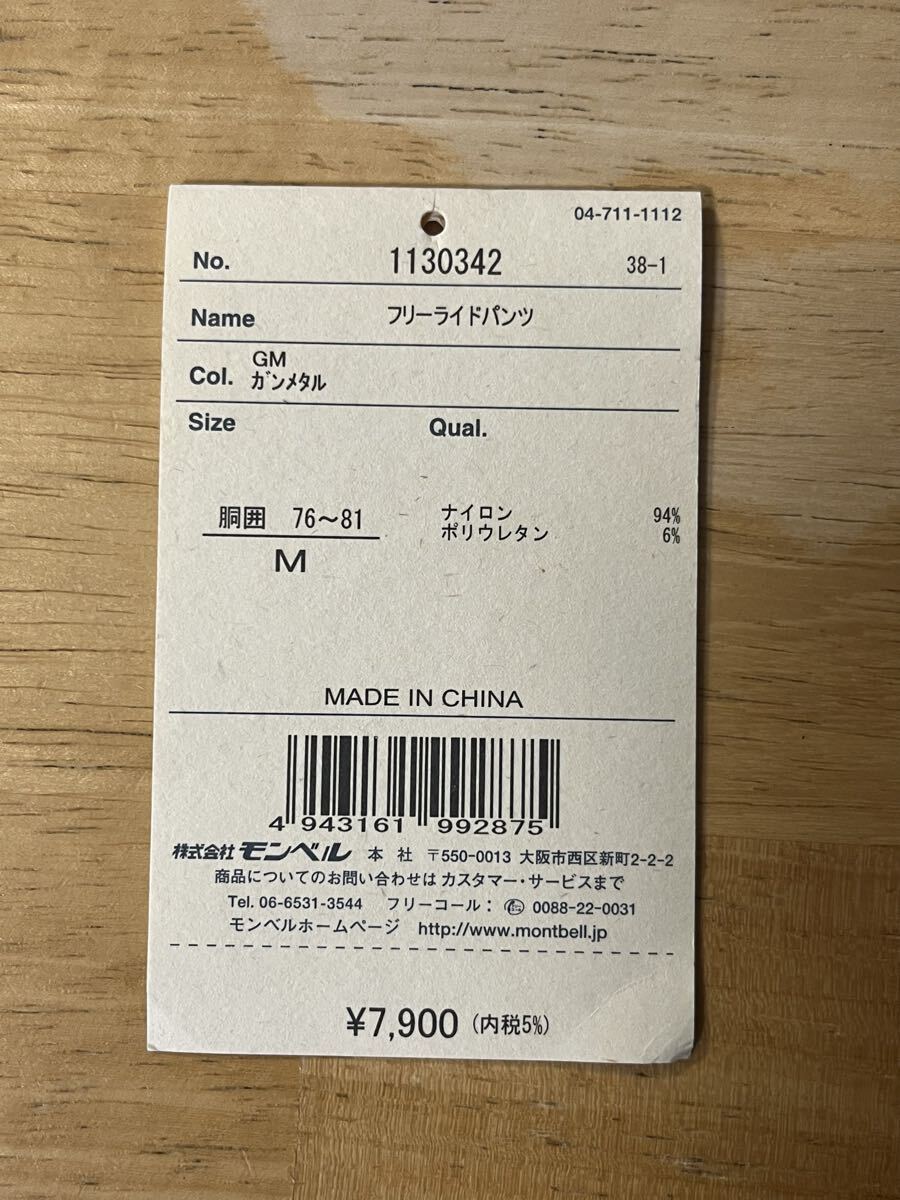 04-711-1112
No. 1130342 38-1
Name フリーライドパンツ
GM
Col. ガンメタル
Size Qual.
胴囲 76～81 ナイロン 94%
M ポリウレタン 6%
MADE IN CHINA
4 943161 992875
株式会社 モンベル 本社 〒550-0013 大阪市西区新町2-2-2
商品についてのお問い合わせは カスタマー・サービスまで
Tel. 06-6531-3544 フリーコール： 0088-22-0031
モンベルホームページ http://www.montbell.jp
¥7,900 (内税5%)